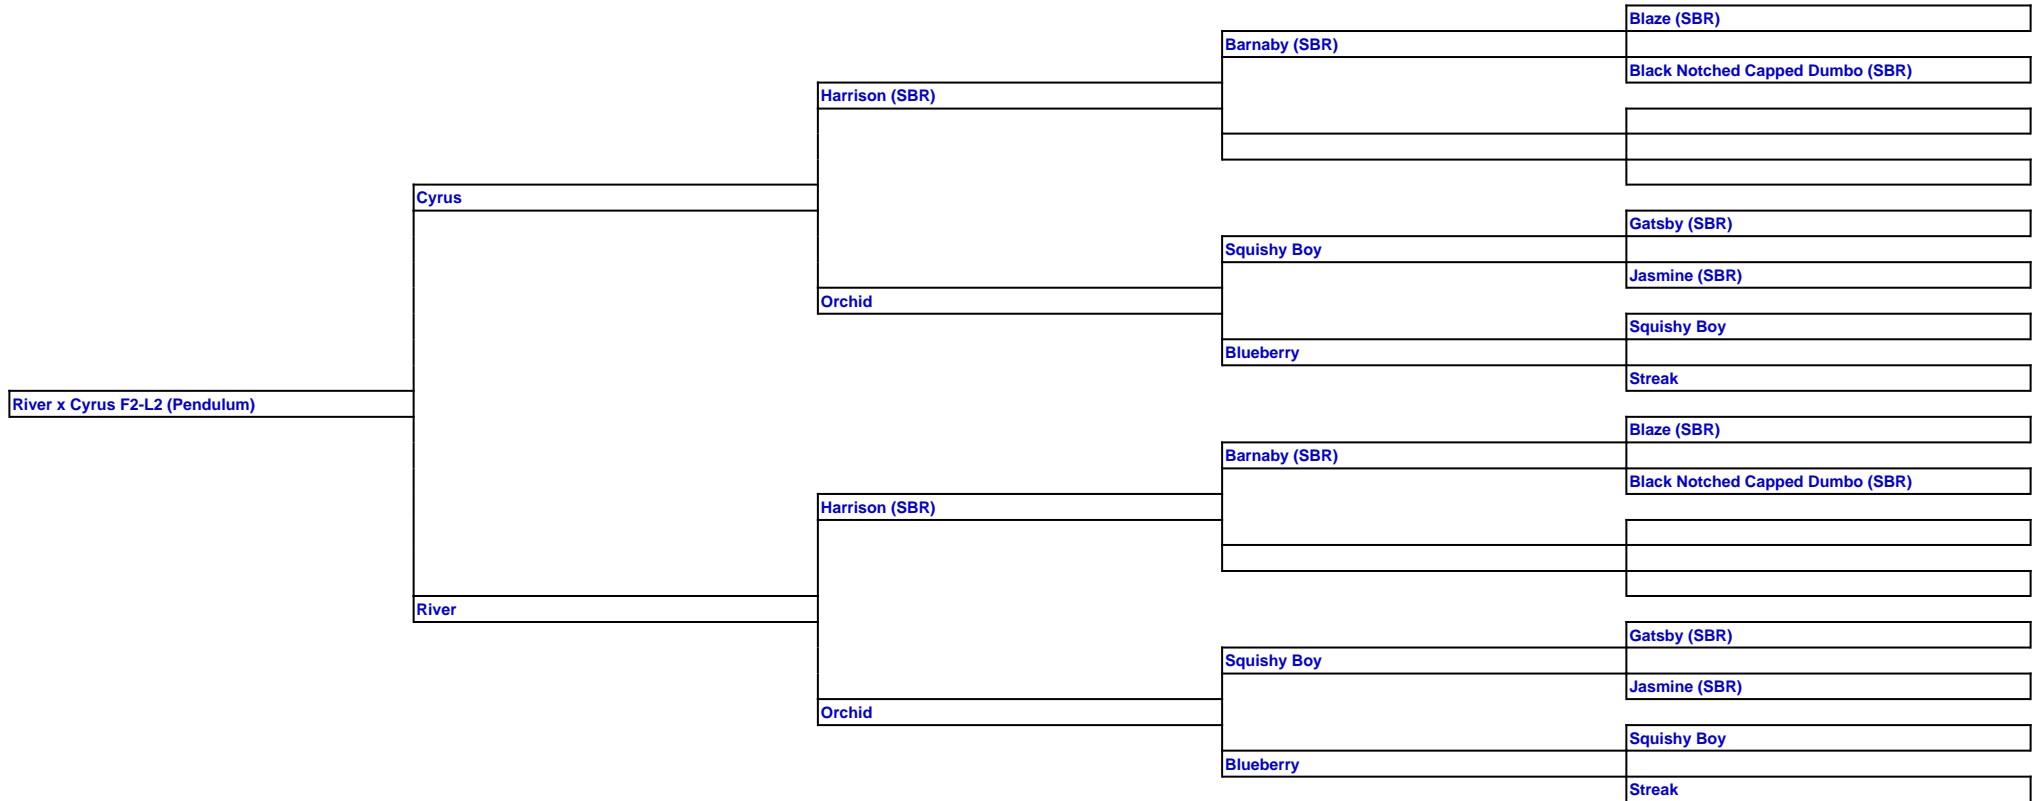 Blaze (SBR)
Barnaby (SBR)
Black Notched Capped Dumbo (SBR)
Harrison (SBR)
Cyrus
Gatsby (SBR)
Squishy Boy
Jasmine (SBR)
Orchid
Squishy Boy
Blueberry
Streak
River x Cyrus F2-L2 (Pendulum)
Blaze (SBR)
Barnaby (SBR)
Black Notched Capped Dumbo (SBR)
Harrison (SBR)
River
Gatsby (SBR)
Squishy Boy
Jasmine (SBR)
Orchid
Squishy Boy
Blueberry
Streak